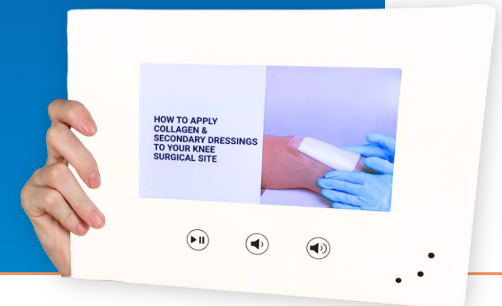 HOW TO APPLY
COLLAGEN &
SECONDARY DRESSINGS
TO YOUR KNEE
SURGICAL SITE